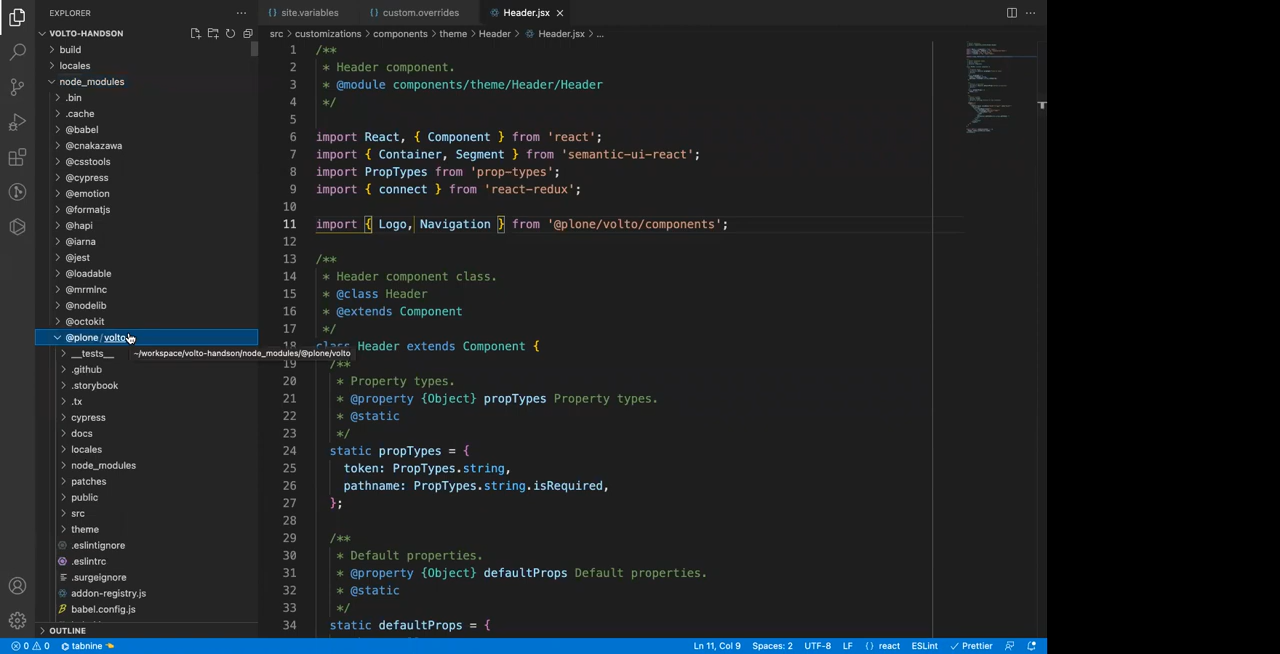 EXPLORER
...
VOLTO-HANDSON
build
locales
node_modules
.bin
.cache
@babel
@cnakazawa
@csstools
@cypress
@emotion
@formatjs
@hapi
@iarna
@jest
@loadable
@mrmlnc
@nodelib
@octokit
@plone/volto
__tests__
~/workspace/volto-handson/node_modules/@plone/volto
.github
.storybook
.tx
cypress
docs
locales
node_modules
patches
public
src
theme
.eslintignore
.eslintrc
.surgeignore
addon-registry.js
babel.config.js
OUTLINE
{} site.variables
{} custom.overrides
Header.jsx ×
...
src > customizations > components > theme > Header > Header.jsx > ...
1 /**
2 * Header component.
3 * @module components/theme/Header/Header
4 */
5
6 import React, { Component } from 'react';
7 import { Container, Segment } from 'semantic-ui-react';
8 import PropTypes from 'prop-types';
9 import { connect } from 'react-redux';
10
11 import { Logo, Navigation } from '@plone/volto/components';
12
13 /**
14 * Header component class.
15 * @class Header
16 * @extends Component
17 */
18 class Header extends Component {
19 /**
20 * Property types.
21 * @property {Object} propTypes Property types.
22 * @static
23 */
24 static propTypes = {
25 token: PropTypes.string,
26 pathname: PropTypes.string.isRequired,
27 };
28
29 /**
30 * Default properties.
31 * @property {Object} defaultProps Default properties.
32 * @static
33 */
34 static defaultProps = {
0 0 tabnine Ln 11, Col 9 Spaces: 2 UTF-8 LF {} react ESLint Prettier